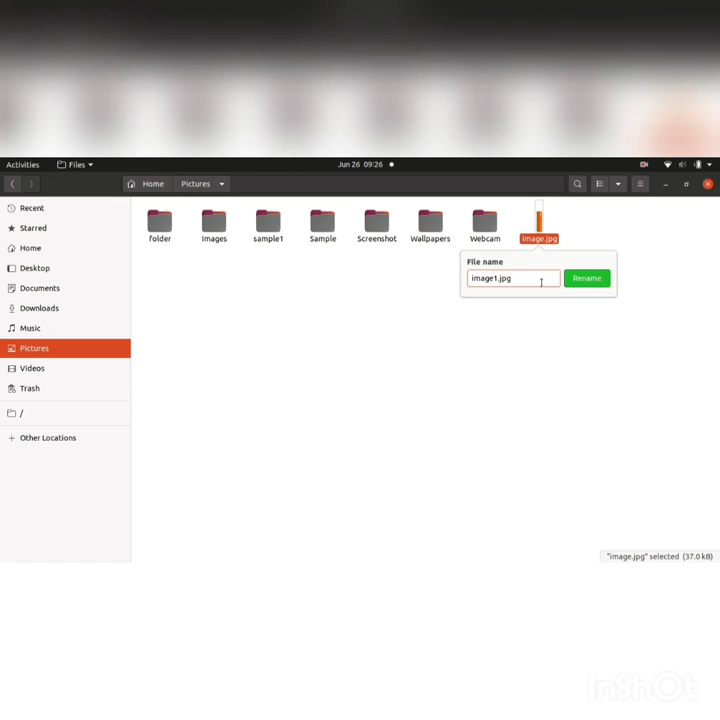 Activities Files Jun 26 09:26
Home Pictures
Recent
Starred
Home
Desktop
Documents
Downloads
Music
Pictures
Videos
Trash
/
+ Other Locations
folder Images sample1 Sample Screenshot Wallpapers Webcam image.jpg
File name
image1.jpg Rename
"image.jpg" selected (37.0 kB)
InShOt